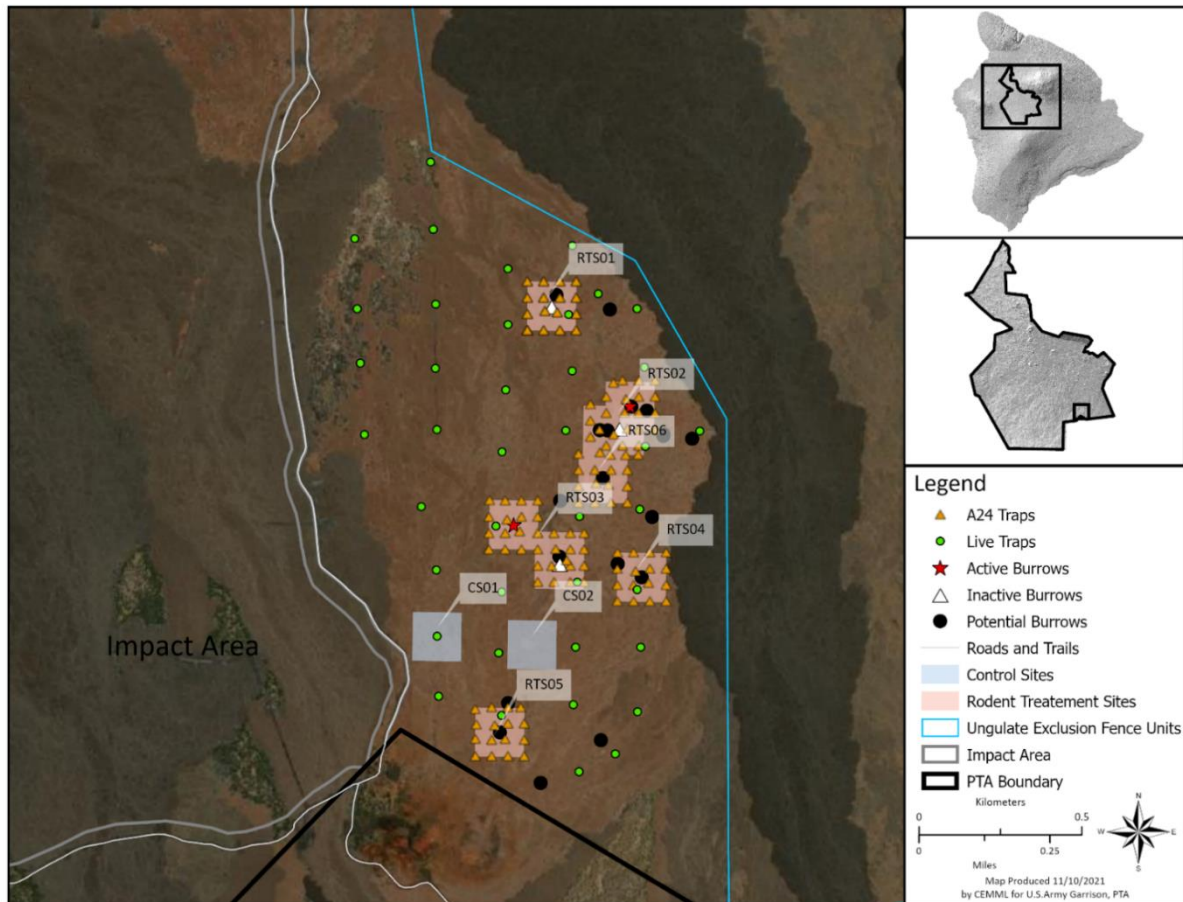 RTS01
RTS02
RTS06
RTS03
RTS04
CS01
CS02
Impact Area
RTS05
Legend
A24 Traps
Live Traps
Active Burrows
Inactive Burrows
Potential Burrows
Roads and Trails
Control Sites
Rodent Treatement Sites
Ungulate Exclusion Fence Units
Impact Area
PTA Boundary
Kilometers
0 0.5
0 0.25
Miles
N
W E
S
Map Produced 11/10/2021
by CEMML for U.S.Army Garrison, PTA